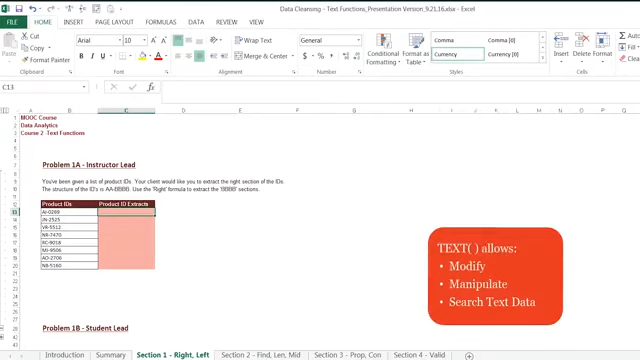 Data Cleansing - Text Functions_Presentation Version_9.21.16.xlsx - Excel
FILE HOME INSERT PAGE LAYOUT FORMULAS DATA REVIEW VIEW
Cut
Copy
Format Painter
Paste
Clipboard
Arial 10
B I U
Font
Wrap Text
Merge & Center
Alignment
General
$ % ,
Number
Conditional Formatting
Format as Table
Comma Comma [0]
Currency Currency [0]
Styles
Insert Delete Format
Cells
AutoSum
Fill
Clear
C13
fx
A B C D E F G H I J K L M N O P Q
MOOC Course
Data Analytics
Course 2 -Text Functions
Problem 1A - Instructor Lead
You've been given a list of product IDs. Your client would like you to extract the right section of the IDs.
The structure of the ID's is AA-BBBB. Use the 'Right' formula to extract the 'BBBB' sections.
Product IDs Product ID Extracts
AI-0289
JN-2525
VR-5512
NR-7470
RC-9018
MJ-9506
AD-2708
NB-5160
Problem 1B - Student Lead
TEXT( ) allows:
• Modify
• Manipulate
• Search Text Data
Introduction Summary Section 1 - Right, Left Section 2 - Find, Len, Mid Section 3 - Prop, Con Section 4 - Valid